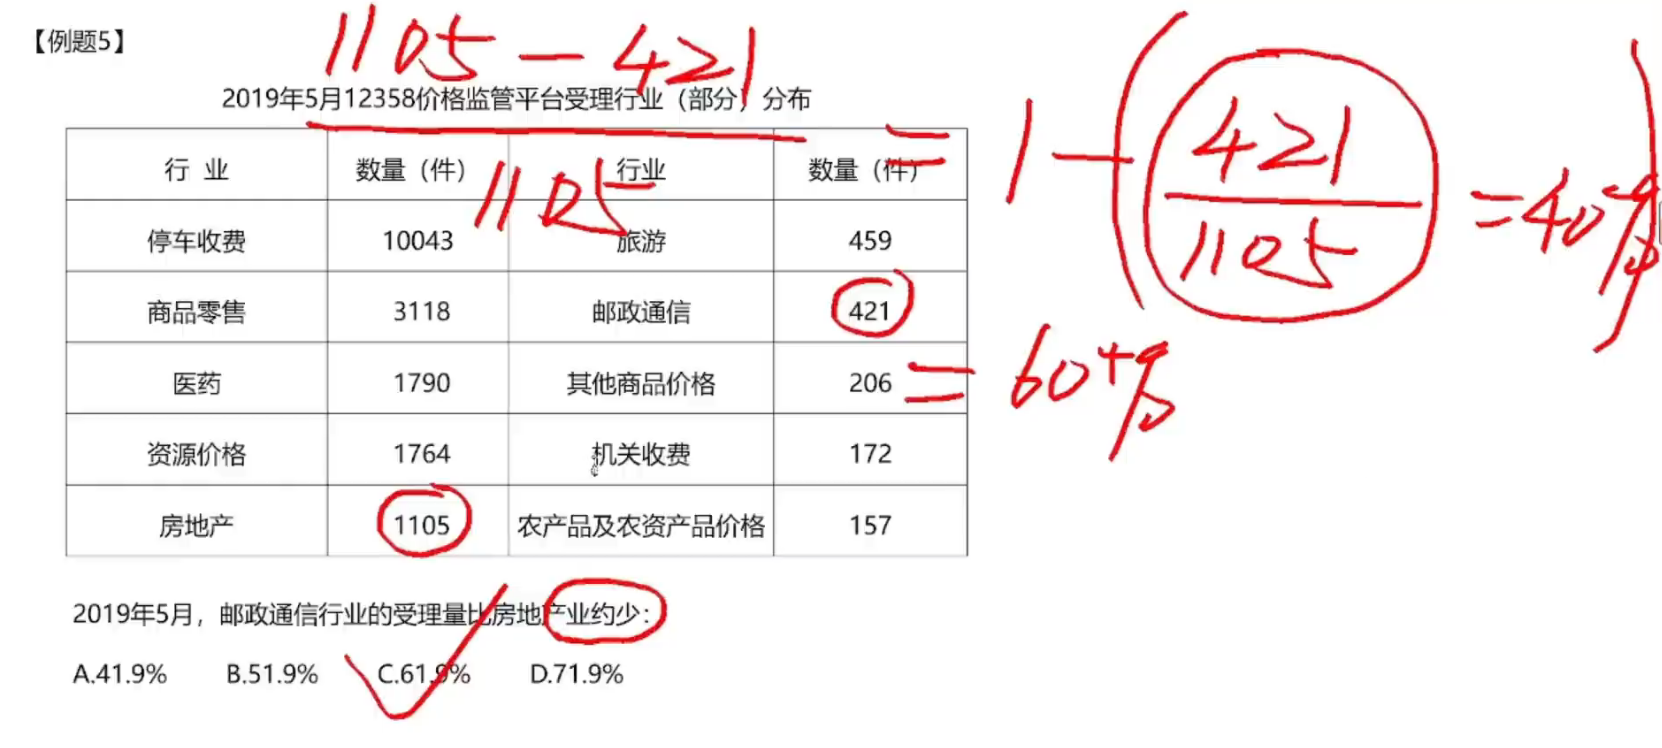 【例题5】
1105-421
2019年5月12358价格监管平台受理行业（部分）分布
行 业 数量（件） 行业 数量（件）
1105
停车收费 10043 旅游 459
商品零售 3118 邮政通信 421
医药 1790 其他商品价格 206
资源价格 1764 机关收费 172
房地产 1105 农产品及农资产品价格 157
= 1-(421/1105 = 40%)
= 60+%
2019年5月，邮政通信行业的受理量比房地产业约少：
A.41.9% B.51.9% C.61.9% D.71.9%